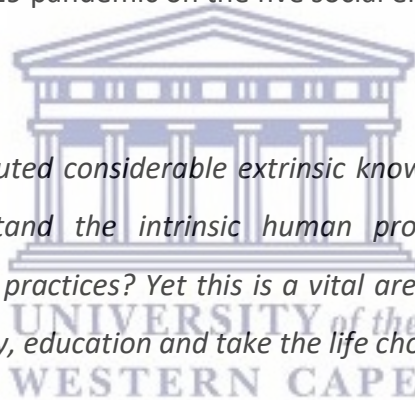 pandemic on the five social
uted considerable extrinsic know
tand the intrinsic human pro
practices? Yet this is a vital are
UNIVERSITY of the
y, education and take the life cho
WESTERN CAPE